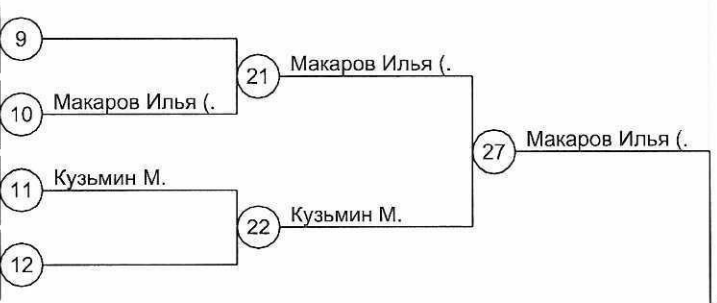 9
21 Макаров Илья (.
10 Макаров Илья (.
27 Макаров Илья (.
11 Кузьмин М.
22 Кузьмин М.
12